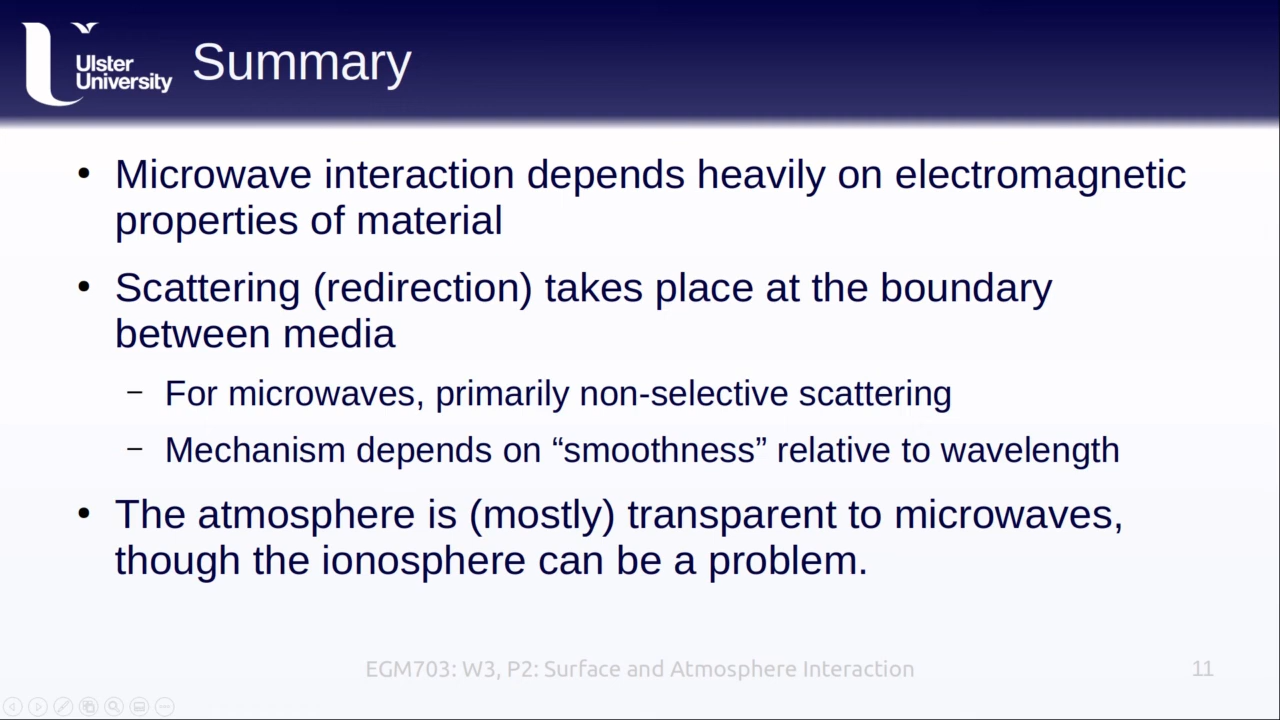 Ulster
University
Summary
• Microwave interaction depends heavily on electromagnetic
properties of material
• Scattering (redirection) takes place at the boundary
between media
– For microwaves, primarily non-selective scattering
– Mechanism depends on “smoothness” relative to wavelength
• The atmosphere is (mostly) transparent to microwaves,
though the ionosphere can be a problem.
EGM703: W3, P2: Surface and Atmosphere Interaction
11